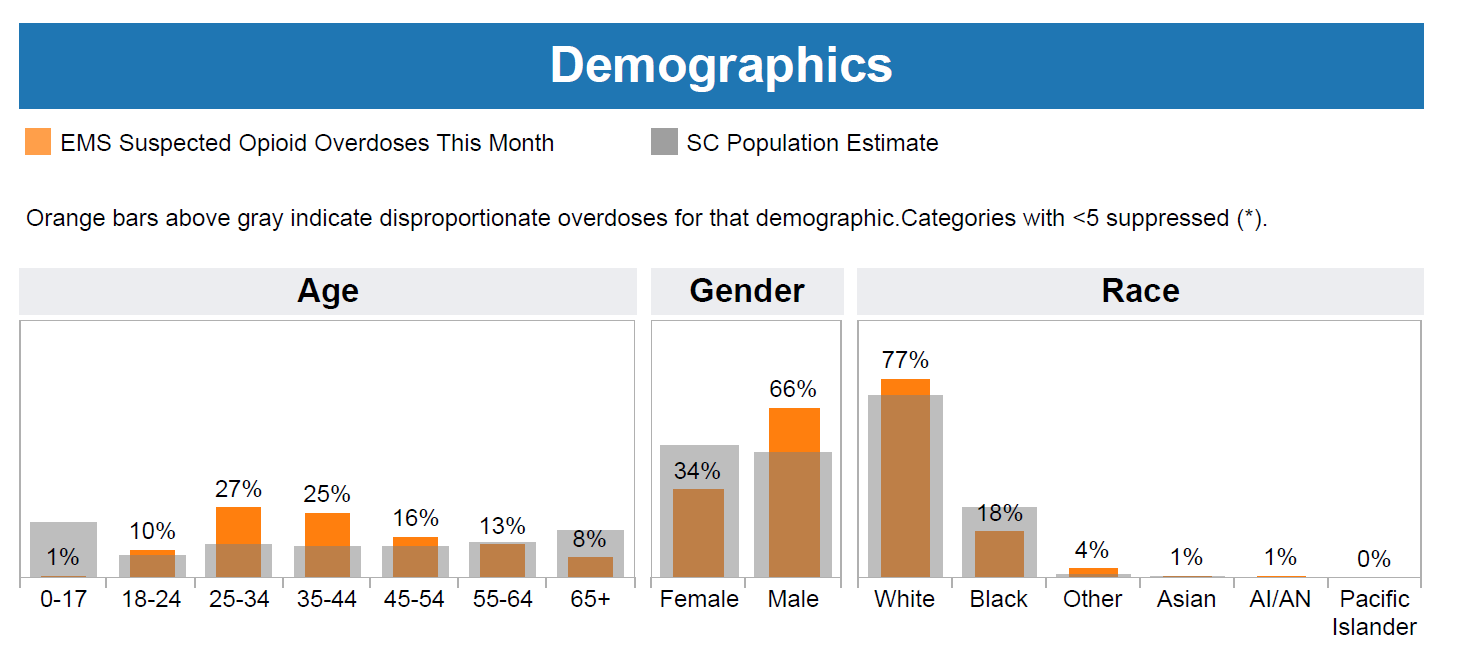 Demographics
EMS Suspected Opioid Overdoses This Month
SC Population Estimate
Orange bars above gray indicate disproportionate overdoses for that demographic.Categories with <5 suppressed (*).
Age
1%
10%
27%
25%
16%
13%
8%
0-17
18-24
25-34
35-44
45-54
55-64
65+
Gender
34%
66%
Female
Male
Race
77%
18%
4%
1%
1%
0%
White
Black
Other
Asian
AI/AN
Pacific
Islander